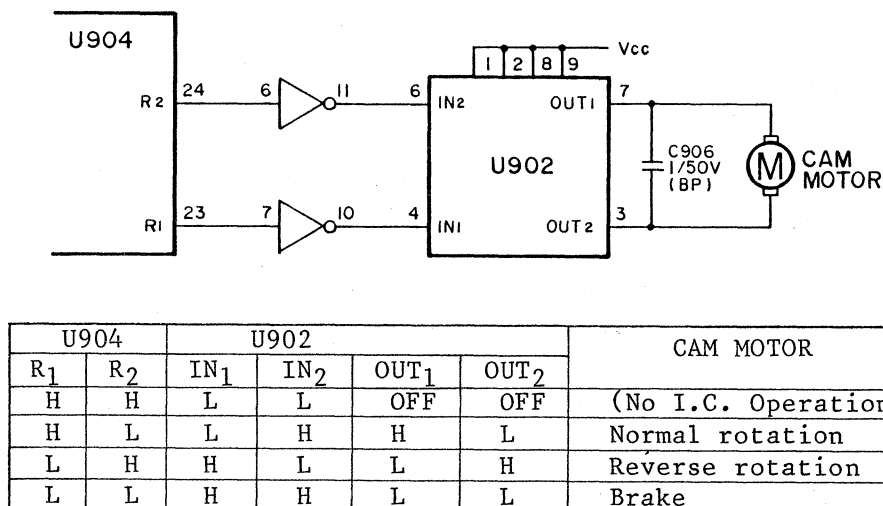 U904
Vcc
1 2 8 9
R2 24 6 11 6 IN2 OUT1 7
U902
C906
1/50V
(BP)
M
CAM
MOTOR
R1 23 7 10 4 IN1 OUT2 3
U904 U902 CAM MOTOR
R1 R2 IN1 IN2 OUT1 OUT2
H H L L OFF OFF (No I.C. Operation
H L L H H L Normal rotation
L H H L L H Reverse rotation
L L H H L L Brake